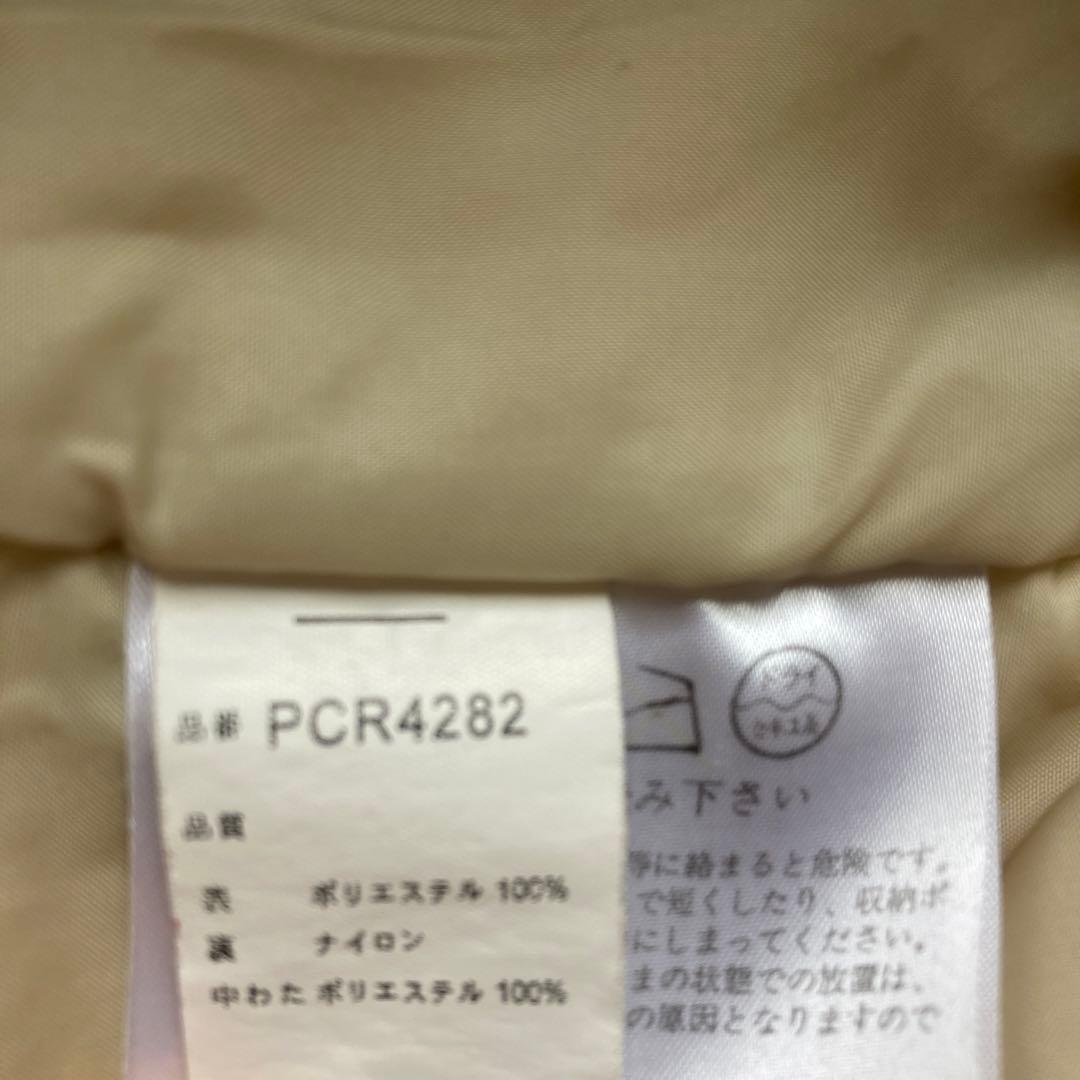 品番 PCR4282
品質
表 ポリエステル 100%
裏 ナイロン
中わた ポリエステル 100%
ドライ
セキユ系
み下さい
等に絡まると危険です。
で短くしたり、収納ポ
にしまってください。
まの状態での放置は、
の原因となりますので